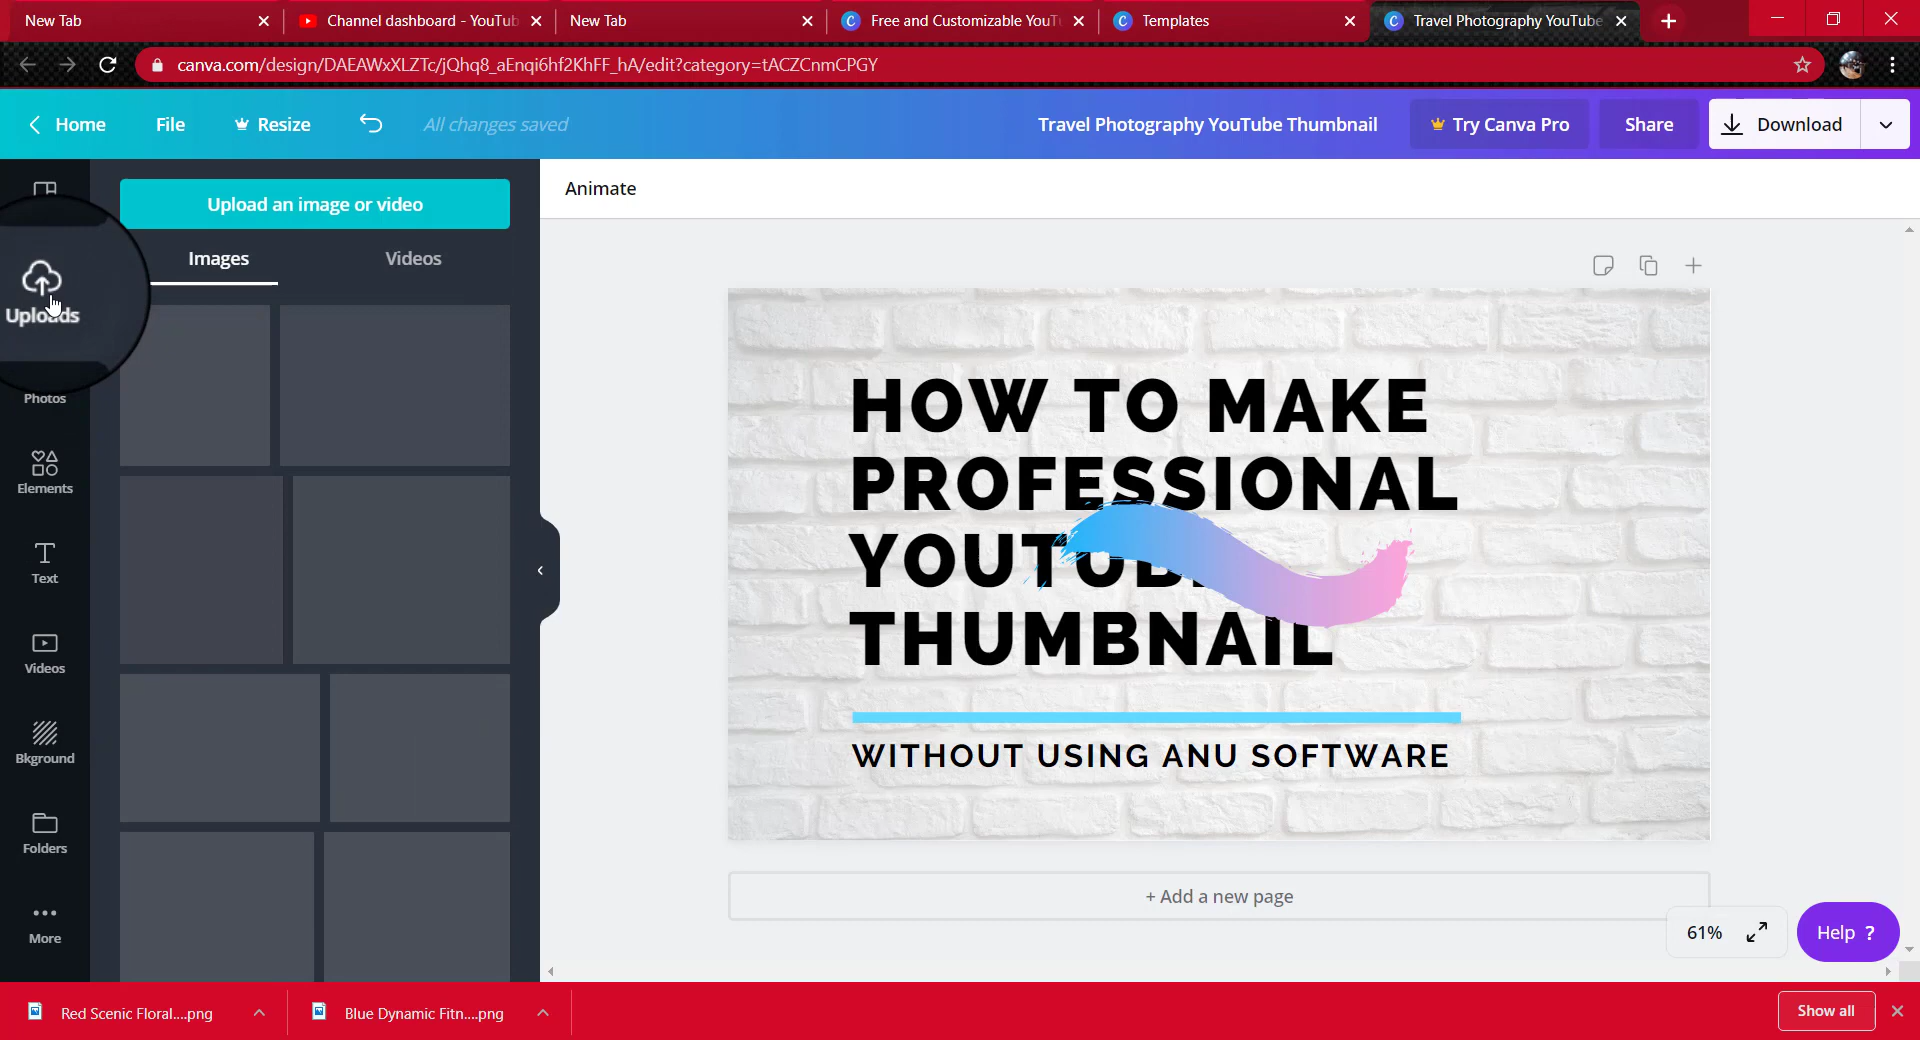 New Tab
Channel dashboard - YouTub
New Tab
Free and Customizable YouT
Templates
Travel Photography YouTube
canva.com/design/DAEAWxXLZTc/jQhq8_aEnqi6hf2KhFF_hA/edit?category=tACZCnmCPGY
Home
File
Resize
All changes saved
Travel Photography YouTube Thumbnail
Try Canva Pro
Share
Download
Upload an image or video
Animate
Images
Videos
Uploads
Photos
Elements
Text
Videos
Bkground
Folders
More
HOW TO MAKE
PROFESSIONAL
THUMBNAIL
WITHOUT USING ANU SOFTWARE
+ Add a new page
61%
Help ?
Red Scenic Floral....png
Blue Dynamic Fitn....png
Show all